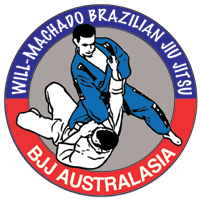 WILL-MACHADO BRAZILIAN JIU JITSU
BJJ AUSTRALASIA